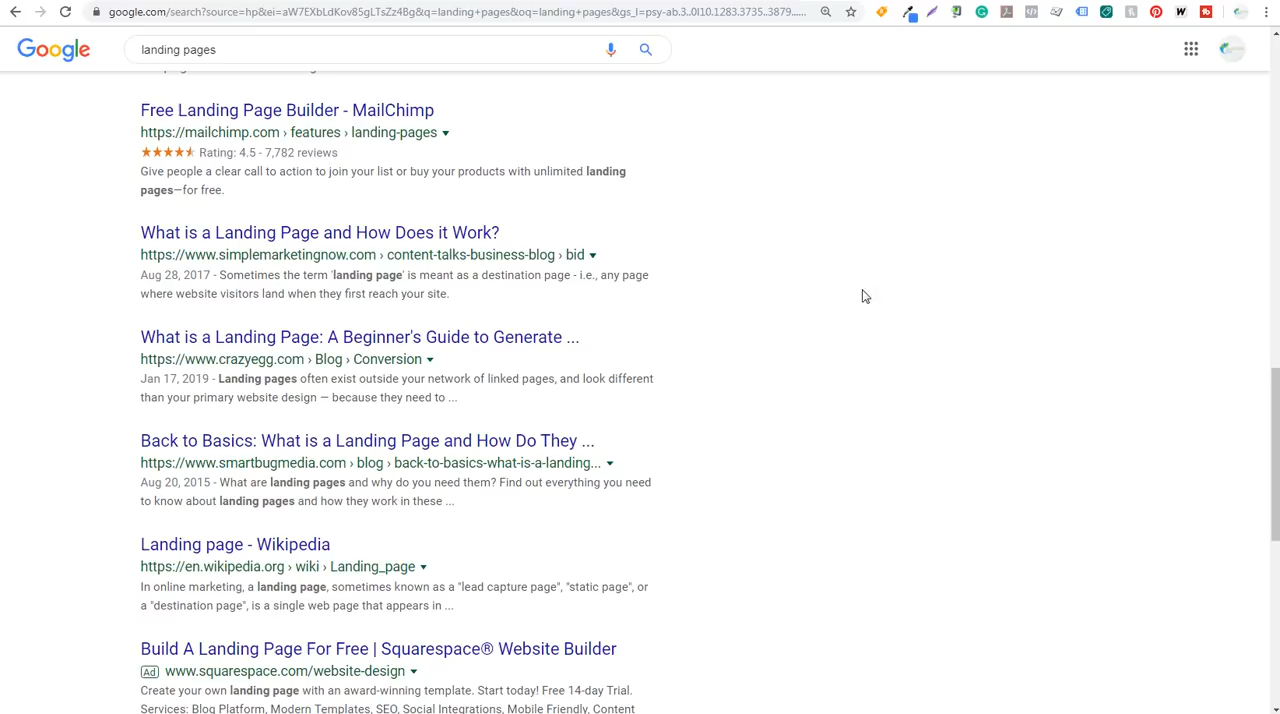 google.com/search?source=hp&ei=aW7EXbLdKov85gLTsZz4Bg&q=landing+pages&oq=landing+pages&gs_l=psy-ab.3..0l10.1283.3735..3879......
Google
landing pages
Free Landing Page Builder - MailChimp
https://mailchimp.com › features › landing-pages
Rating: 4.5 - 7,782 reviews
Give people a clear call to action to join your list or buy your products with unlimited landing
pages—for free.
What is a Landing Page and How Does it Work?
https://www.simplemarketingnow.com › content-talks-business-blog › bid
Aug 28, 2017 - Sometimes the term 'landing page' is meant as a destination page - i.e., any page
where website visitors land when they first reach your site.
What is a Landing Page: A Beginner's Guide to Generate ...
https://www.crazyegg.com › Blog › Conversion
Jan 17, 2019 - Landing pages often exist outside your network of linked pages, and look different
than your primary website design — because they need to ...
Back to Basics: What is a Landing Page and How Do They ...
https://www.smartbugmedia.com › blog › back-to-basics-what-is-a-landing...
Aug 20, 2015 - What are landing pages and why do you need them? Find out everything you need
to know about landing pages and how they work in these ...
Landing page - Wikipedia
https://en.wikipedia.org › wiki › Landing_page
In online marketing, a landing page, sometimes known as a "lead capture page", "static page", or
a "destination page", is a single web page that appears in ...
Build A Landing Page For Free | Squarespace® Website Builder
Ad www.squarespace.com/website-design
Create your own landing page with an award-winning template. Start today! Free 14-day Trial.
Services: Blog Platform, Modern Templates, SEO, Social Integrations, Mobile Friendly, Content